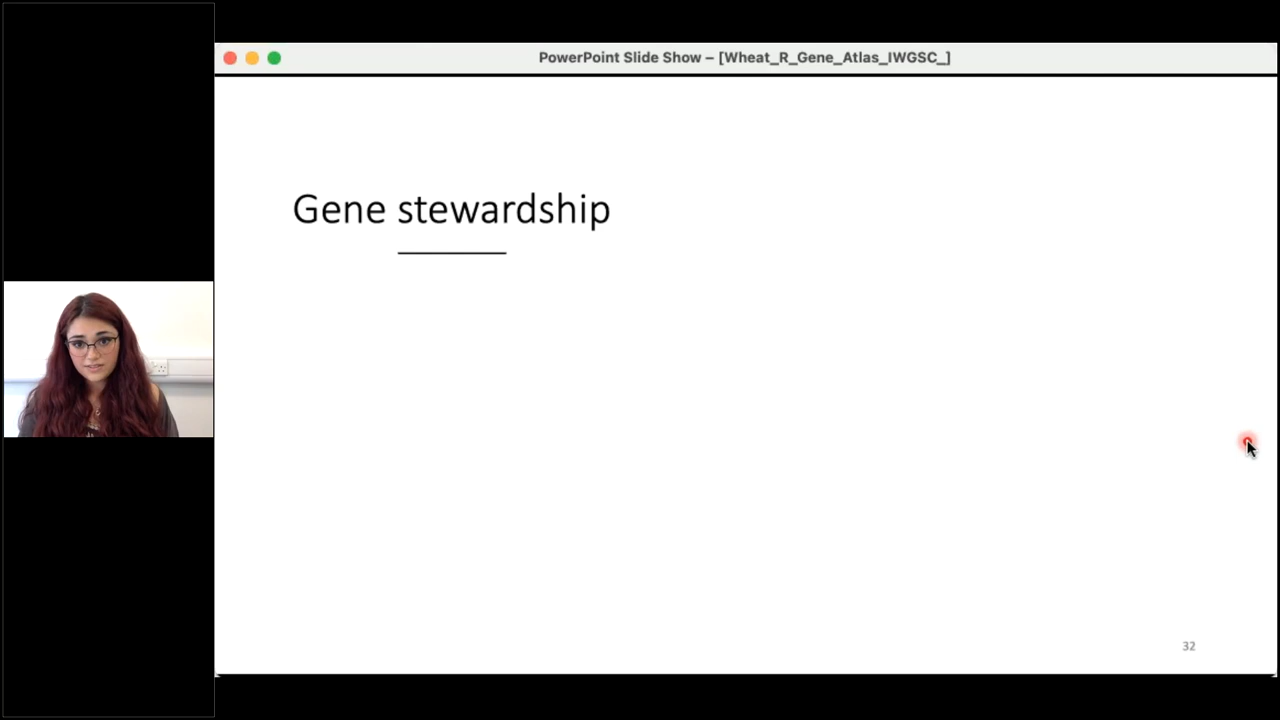 PowerPoint Slide Show – [Wheat_R_Gene_Atlas_IWGSC_]
Gene stewardship
32